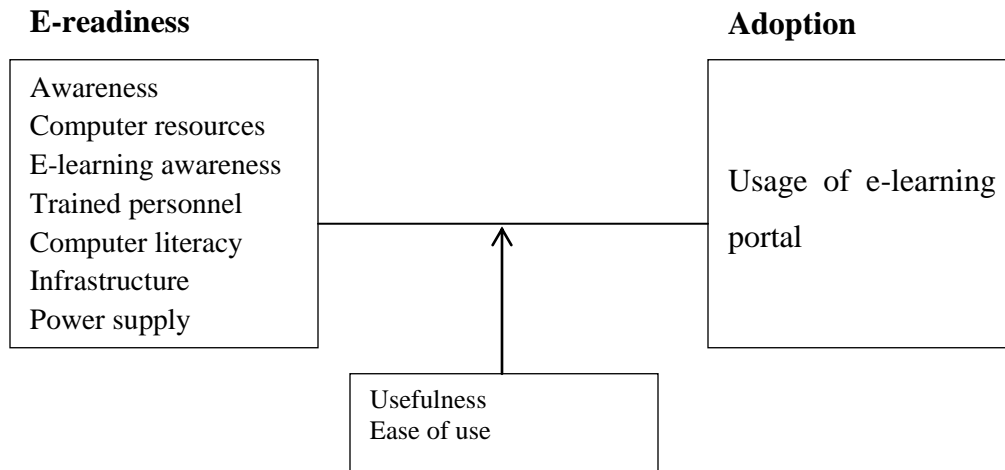 E-readiness
Adoption
Awareness
Computer resources
E-learning awareness
Trained personnel
Computer literacy
Infrastructure
Power supply
Usage of e-learning
portal
Usefulness
Ease of use